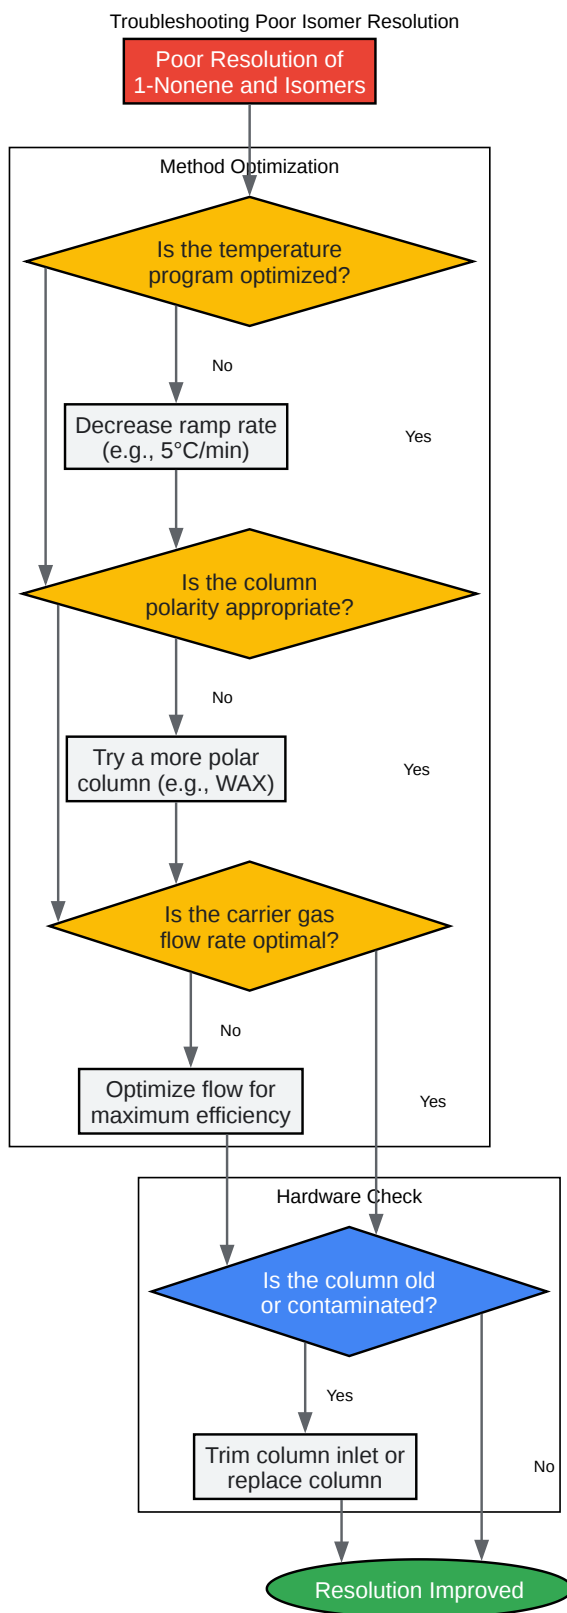 Troubleshooting Poor Isomer Resolution
Poor Resolution of
1-Nonene and Isomers
Method Optimization
Is the temperature
program optimized?
No
Decrease ramp rate
(e.g., 5°C/min)
Yes
Is the column
polarity appropriate?
No
Try a more polar
column (e.g., WAX)
Yes
Is the carrier gas
flow rate optimal?
No
Optimize flow for
maximum efficiency
Yes
Hardware Check
Is the column old
or contaminated?
Yes
Trim column inlet or
replace column
No
Resolution Improved